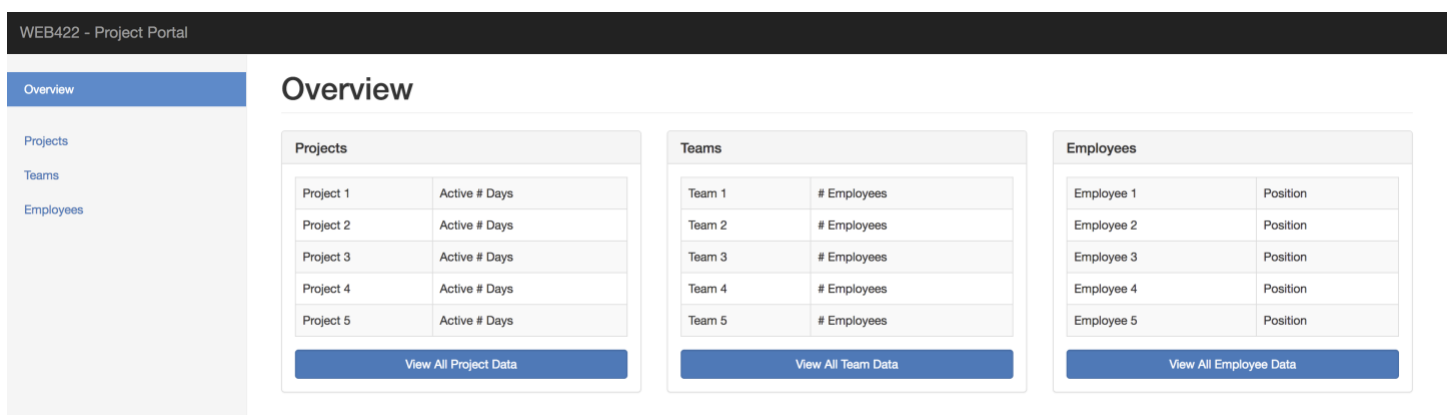 WEB422 - Project Portal
Overview
Projects
Teams
Employees
Overview
Projects
Project 1 Active # Days
Project 2 Active # Days
Project 3 Active # Days
Project 4 Active # Days
Project 5 Active # Days
View All Project Data
Teams
Team 1 # Employees
Team 2 # Employees
Team 3 # Employees
Team 4 # Employees
Team 5 # Employees
View All Team Data
Employees
Employee 1 Position
Employee 2 Position
Employee 3 Position
Employee 4 Position
Employee 5 Position
View All Employee Data